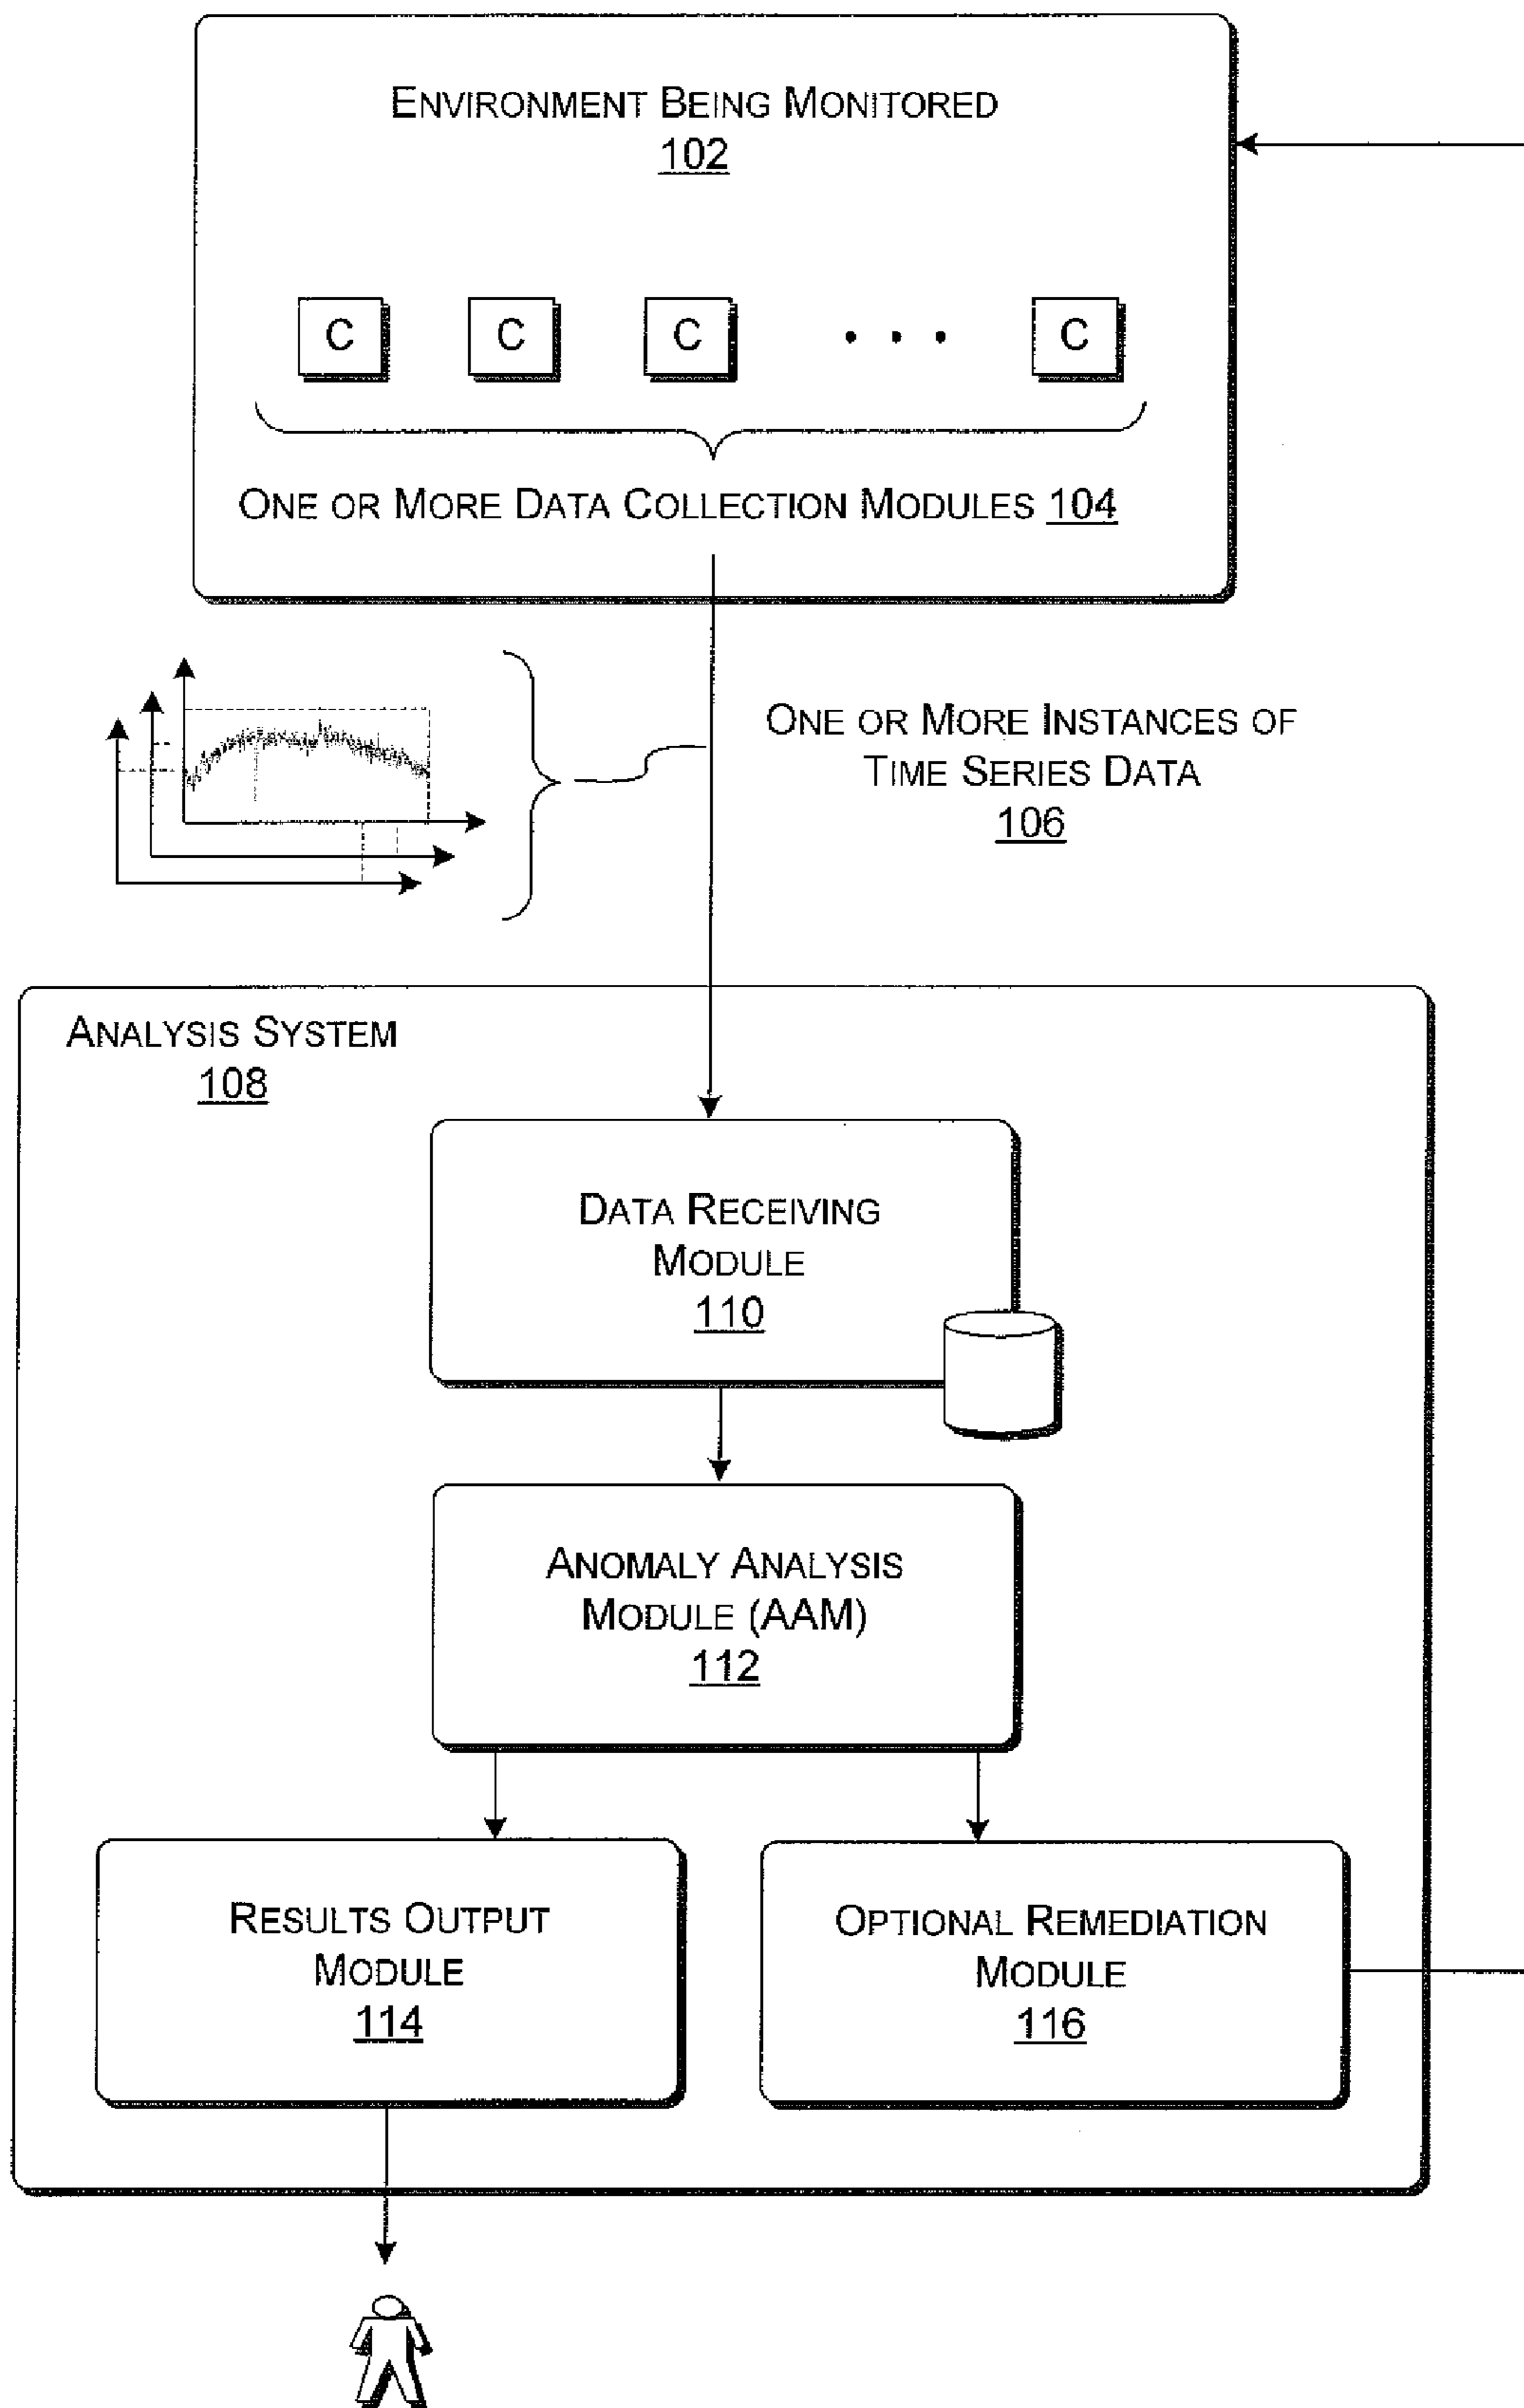 ENVIRONMENT BEING MONITORED
102
C C C . . . C
ONE OR MORE DATA COLLECTION MODULES 104
ONE OR MORE INSTANCES OF
TIME SERIES DATA
106
ANALYSIS SYSTEM
108
DATA RECEIVING
MODULE
110
ANOMALY ANALYSIS
MODULE (AAM)
112
RESULTS OUTPUT
MODULE
114
OPTIONAL REMEDIATION
MODULE
116